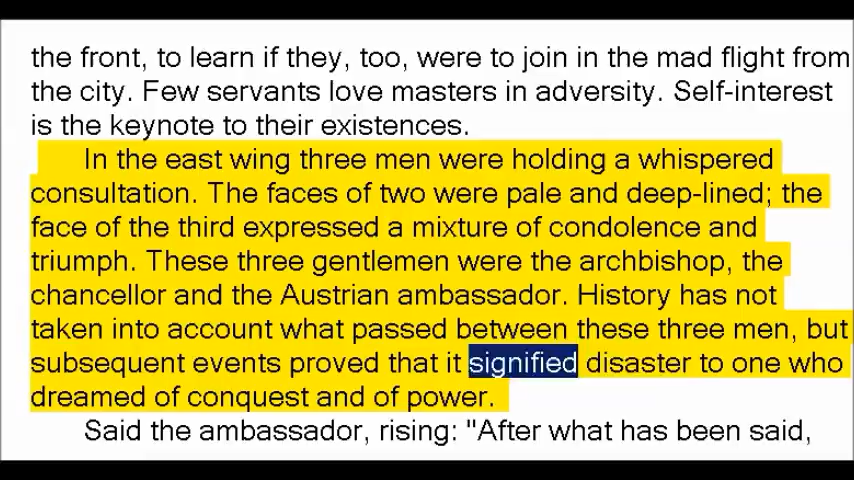 the front, to learn if they, too, were to join in the mad flight from
the city. Few servants love masters in adversity. Self-interest
is the keynote to their existences.
In the east wing three men were holding a whispered
consultation. The faces of two were pale and deep-lined; the
face of the third expressed a mixture of condolence and
triumph. These three gentlemen were the archbishop, the
chancellor and the Austrian ambassador. History has not
taken into account what passed between these three men, but
subsequent events proved that it signified disaster to one who
dreamed of conquest and of power.
Said the ambassador, rising: "After what has been said,